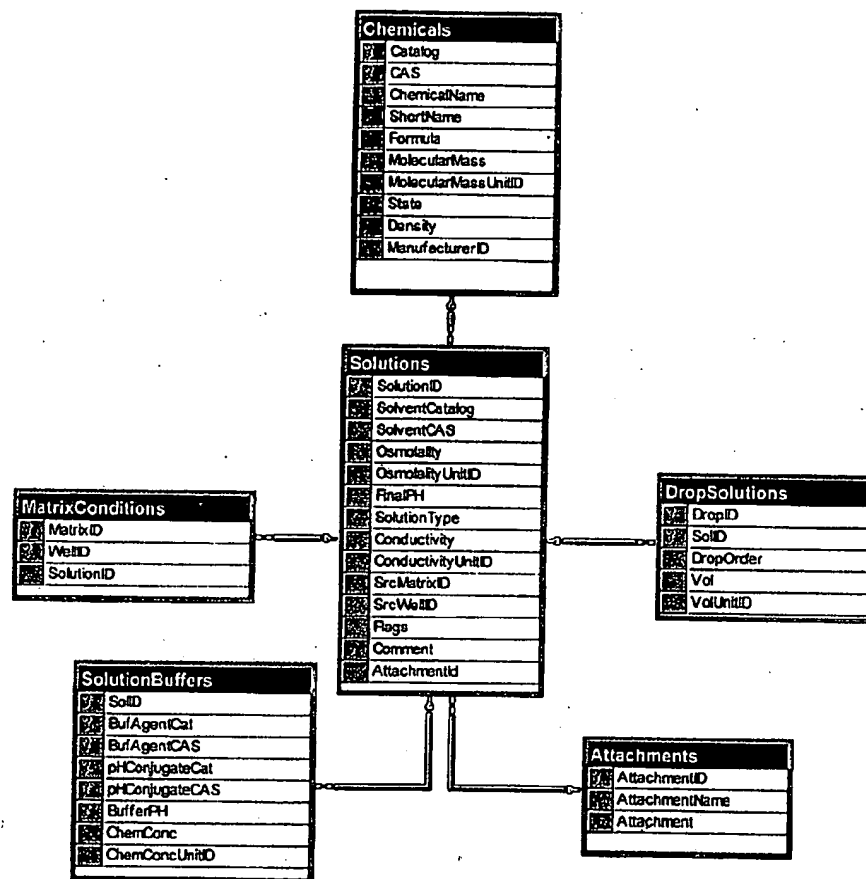 Chemicals
Catalog
CAS
ChemicalName
ShortName
Formula
MolecularMass
MolecularMassUnitID
State
Density
ManufacturerID
Solutions
SolutionID
SolventCatalog
SolventCAS
Osmolality
OsmolalityUnitID
FinalPH
SolutionType
Conductivity
ConductivityUnitID
SrcMatrixID
SrcWellID
Flags
Comment
AttachmentId
MatrixConditions
MatrixID
WellID
SolutionID
DropSolutions
DropID
SolID
DropOrder
Vol
VolUnitID
SolutionBuffers
SolID
BufAgentCat
BufAgentCAS
pHConjugateCat
pHConjugateCAS
BufferPH
ChemConc
ChemConcUnitID
Attachments
AttachmentID
AttachmentName
Attachment